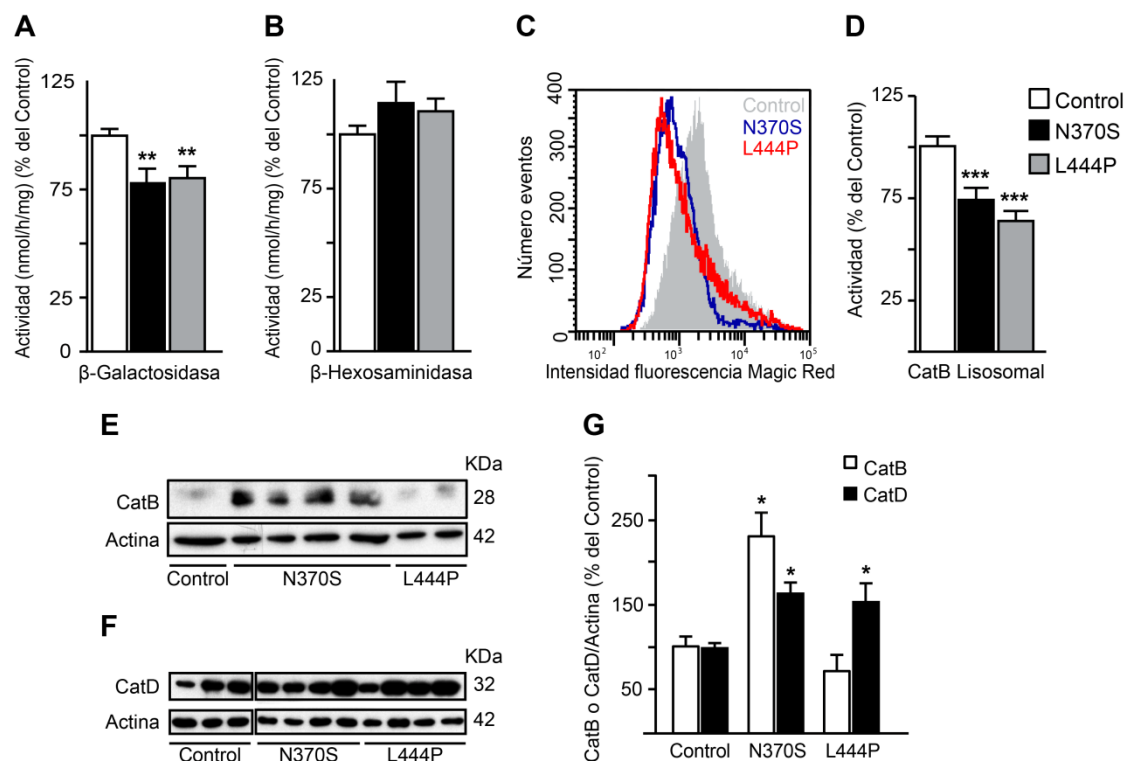 A
Actividad (nmol/h/mg) (% del Control)
125
75
25
0
**
**
β-Galactosidasa
B
Actividad (nmol/h/mg) (% del Control)
125
75
25
0
β-Hexosaminidasa
C
Número eventos
400
300
200
100
0
Control
N370S
L444P
10² 10³ 10⁴ 10⁵
Intensidad fluorescencia Magic Red
D
Actividad (% del Control)
125
75
25
0
***
***
CatB Lisosomal
Control
N370S
L444P
E
KDa
CatB 28
Actina 42
Control N370S L444P
F
KDa
CatD 32
Actina 42
Control N370S L444P
G
CatB o CatD/Actina (% del Control)
250
150
50
CatB
CatD
*
*
*
Control N370S L444P